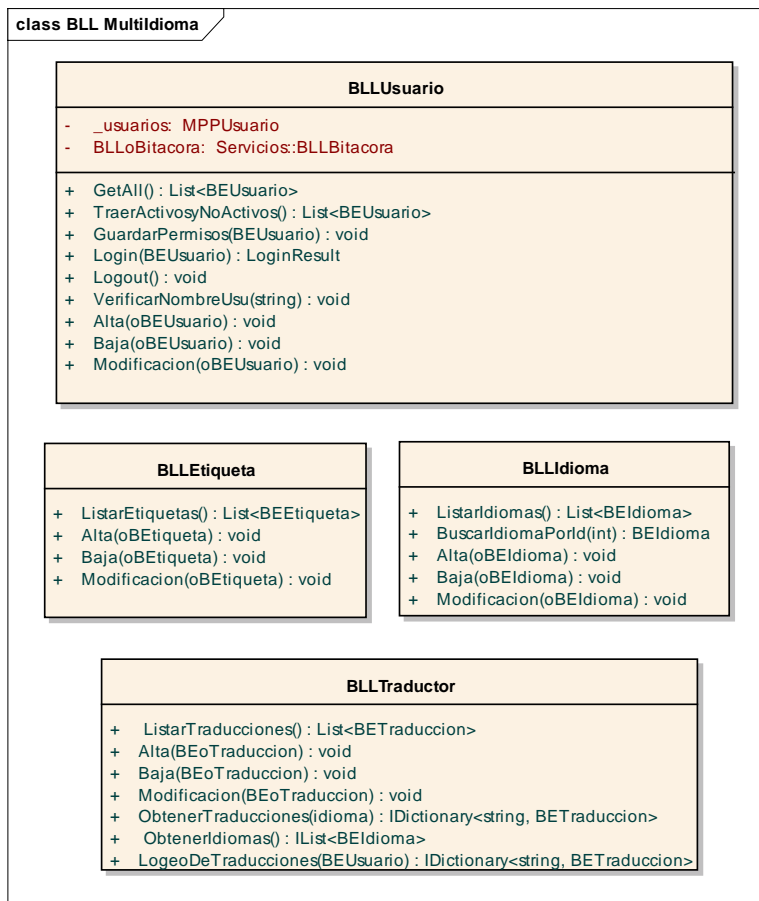 class BLL MultiIdioma
BLLUsuario
- _usuarios: MPPUsuario
- BLLoBitacora: Servicios::BLLBitacora
+ GetAll() : List<BEUsuario>
+ TraerActivosyNoActivos() : List<BEUsuario>
+ GuardarPermisos(BEUsuario) : void
+ Login(BEUsuario) : LoginResult
+ Logout() : void
+ VerificarNombreUsu(string) : void
+ Alta(oBEUsuario) : void
+ Baja(oBEUsuario) : void
+ Modificacion(oBEUsuario) : void
BLLEtiqueta
+ ListarEtiquetas() : List<BEEtiqueta>
+ Alta(oBEtiqueta) : void
+ Baja(oBEtiqueta) : void
+ Modificacion(oBEtiqueta) : void
BLLIdioma
+ ListarIdiomas() : List<BEIdioma>
+ BuscarIdiomaPorId(int) : BEIdioma
+ Alta(oBEIdioma) : void
+ Baja(oBEIdioma) : void
+ Modificacion(oBEIdioma) : void
BLLTraductor
+ ListarTraducciones() : List<BETraduccion>
+ Alta(BEoTraduccion) : void
+ Baja(BEoTraduccion) : void
+ Modificacion(BEoTraduccion) : void
+ ObtenerTraducciones(idioma) : IDictionary<string, BETraduccion>
+ ObtenerIdiomas() : IList<BEIdioma>
+ LogeoDeTraducciones(BEUsuario) : IDictionary<string, BETraduccion>